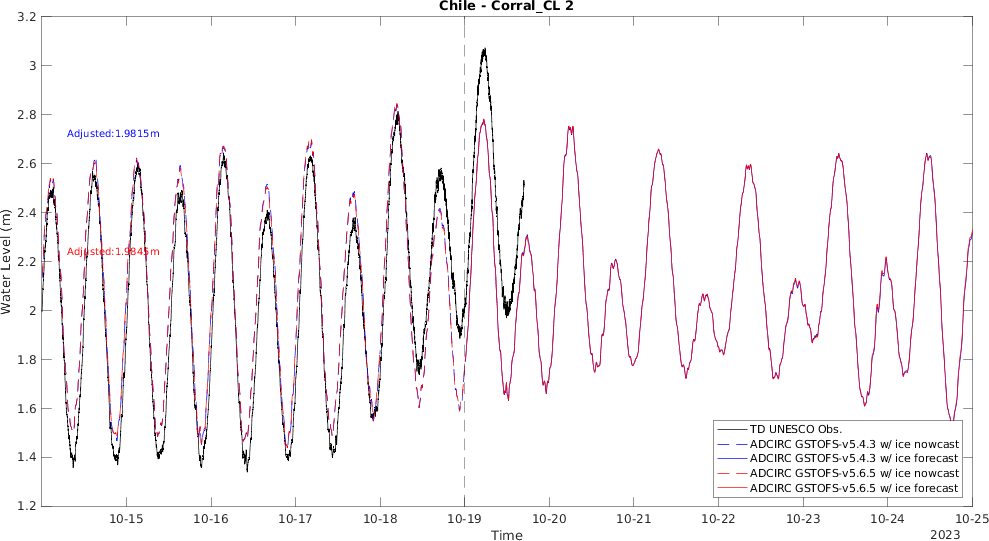 Chile - Corral_CL 2
3.2
3
2.8
2.6
2.4
2.2
2
1.8
1.6
1.4
1.2
Water Level (m)
Adjusted:1.9815m
Adjusted:1.9845m
TD UNESCO Obs.
ADCIRC GSTOFS-v5.4.3 w/ ice nowcast
ADCIRC GSTOFS-v5.4.3 w/ ice forecast
ADCIRC GSTOFS-v5.6.5 w/ ice nowcast
ADCIRC GSTOFS-v5.6.5 w/ ice forecast
10-15 10-16 10-17 10-18 10-19 10-20 10-21 10-22 10-23 10-24 10-25
Time
2023